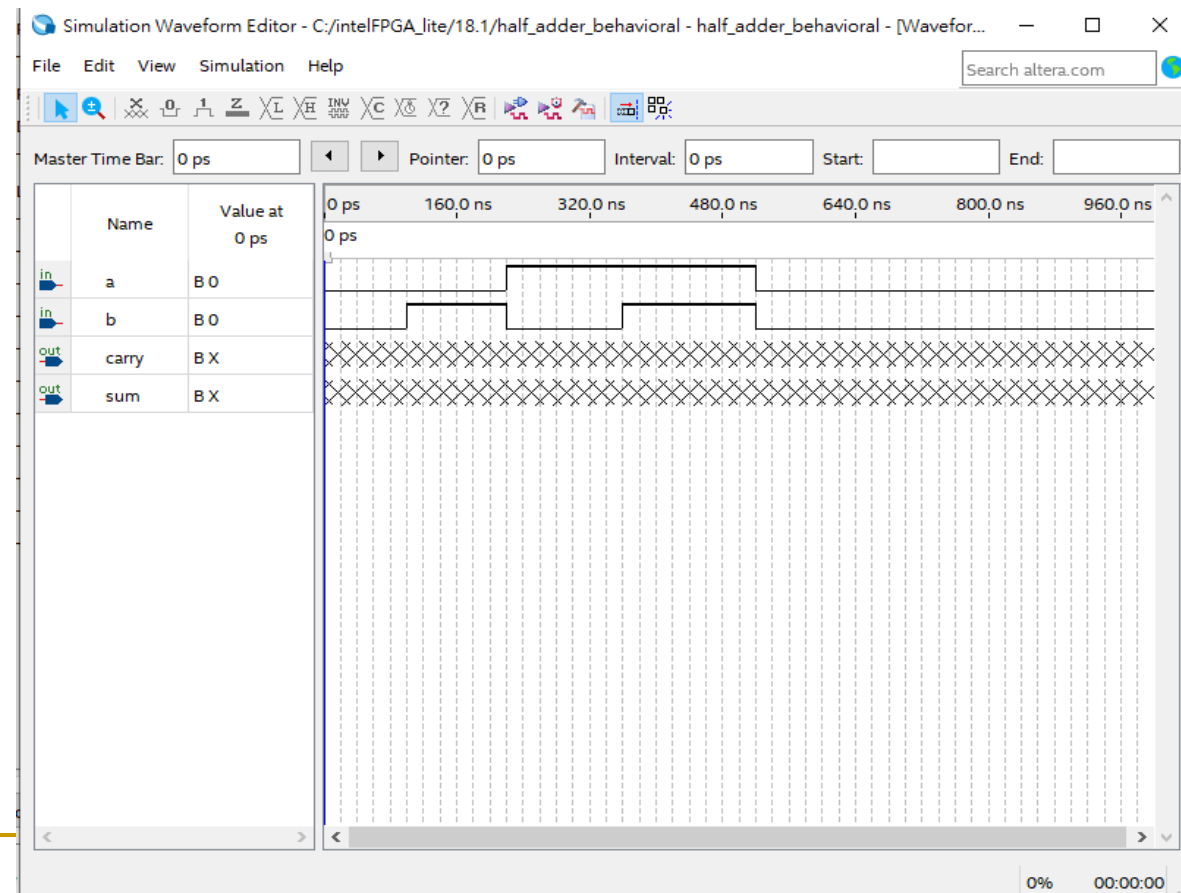 Simulation Waveform Editor - C:/intelFPGA_lite/18.1/half_adder_behavioral - half_adder_behavioral - [Wavefor...
File Edit View Simulation Help
Search altera.com
Master Time Bar: 0 ps Pointer: 0 ps Interval: 0 ps Start: End:
Name Value at 0 ps
0 ps 160.0 ns 320.0 ns 480.0 ns 640.0 ns 800.0 ns 960.0 ns
0 ps
in a B 0
in b B 0
out carry B X
out sum B X
0% 00:00:00